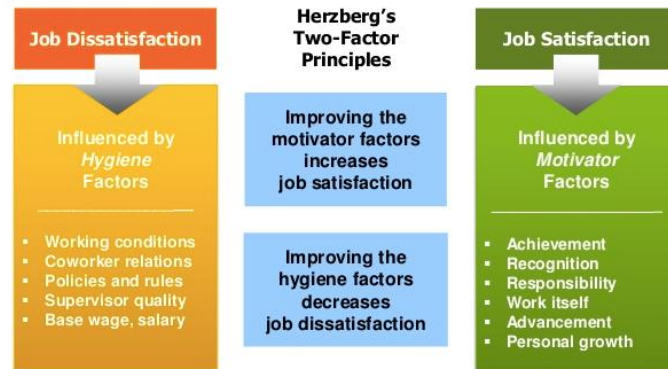 Job Dissatisfaction
Influenced by
Hygiene
Factors
Working conditions
Coworker relations
Policies and rules
Supervisor quality
Base wage, salary
Herzberg's
Two-Factor
Principles
Improving the
motivator factors
increases
job satisfaction
Improving the
hygiene factors
decreases
job dissatisfaction
Job Satisfaction
Influenced by
Motivator
Factors
Achievement
Recognition
Responsibility
Work itself
Advancement
Personal growth